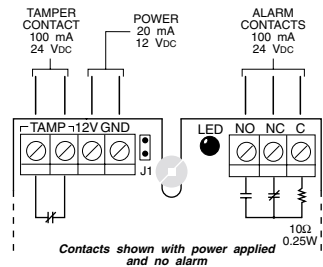 TAMPER
CONTACT
100 mA
24 VDC
POWER
20 mA
12 VDC
ALARM
CONTACTS
100 mA
24 VDC
TAMP 12V GND
J1
LED
NO NC C
10Ω
0.25W
Contacts shown with power applied
and no alarm